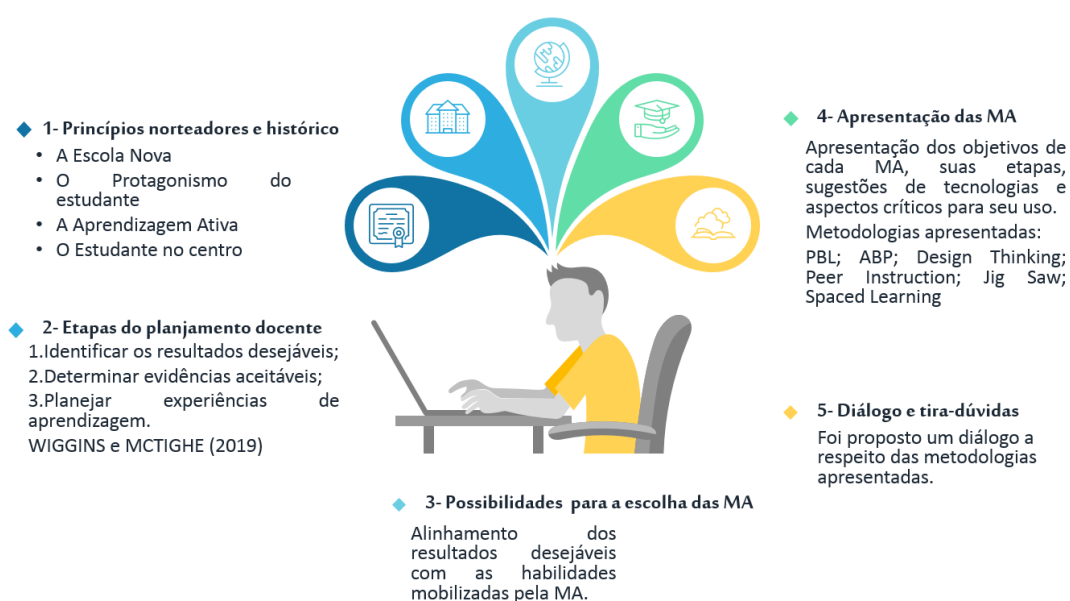 1- Princípios norteadores e histórico
• A Escola Nova
• O Protagonismo do
estudante
• A Aprendizagem Ativa
• O Estudante no centro
2- Etapas do planjamento docente
1.Identificar os resultados desejáveis;
2.Determinar evidências aceitáveis;
3.Planejar experiências de
aprendizagem.
WIGGINS e MCTIGHE (2019)
3- Possibilidades para a escolha das MA
Alinhamento dos
resultados desejáveis
com as habilidades
mobilizadas pela MA.
4- Apresentação das MA
Apresentação dos objetivos de
cada MA, suas etapas,
sugestões de tecnologias e
aspectos críticos para seu uso.
Metodologias apresentadas:
PBL; ABP; Design Thinking;
Peer Instruction; Jig Saw;
Spaced Learning
5- Diálogo e tira-dúvidas
Foi proposto um diálogo a
respeito das metodologias
apresentadas.